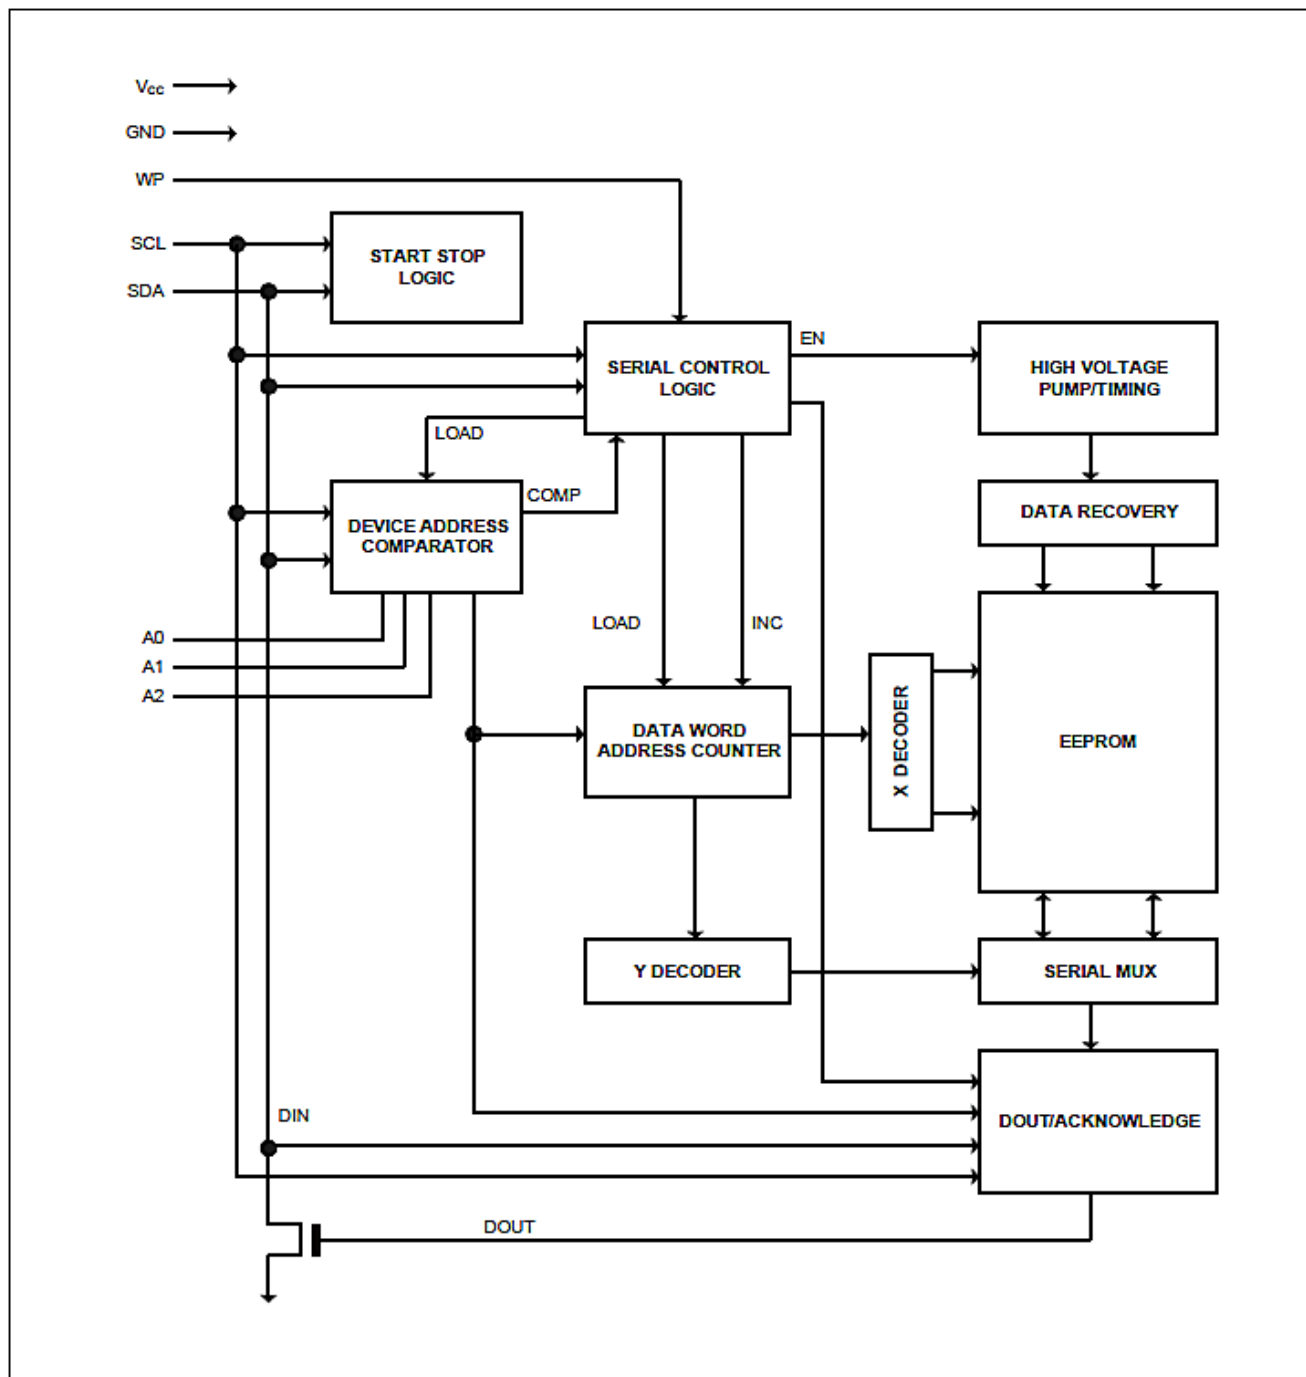 Vcc
GND
WP
SCL
START STOP
LOGIC
SDA
EN
SERIAL CONTROL
LOGIC
HIGH VOLTAGE
PUMP/TIMING
LOAD
COMP
DEVICE ADDRESS
COMPARATOR
DATA RECOVERY
A0
A1
A2
LOAD
INC
DATA WORD
ADDRESS COUNTER
X DECODER
EEPROM
Y DECODER
SERIAL MUX
DIN
DOUT/ACKNOWLEDGE
DOUT